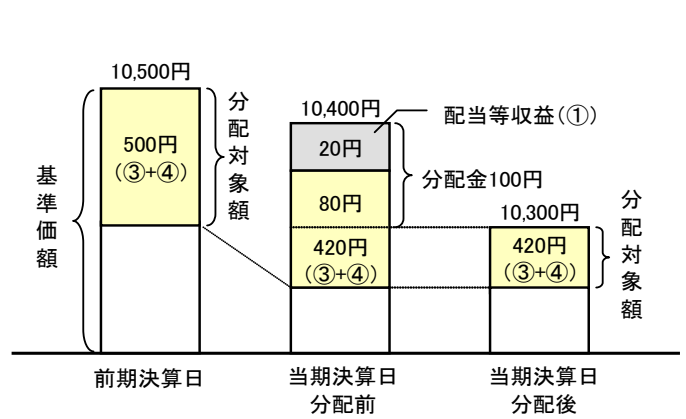 10,500円
500円
(③+④)
分配対象額
基準価額
10,400円
配当等収益(①)
20円
80円
分配金100円
420円
(③+④)
10,300円
420円
(③+④)
分配対象額
前期決算日
当期決算日
分配前
当期決算日
分配後